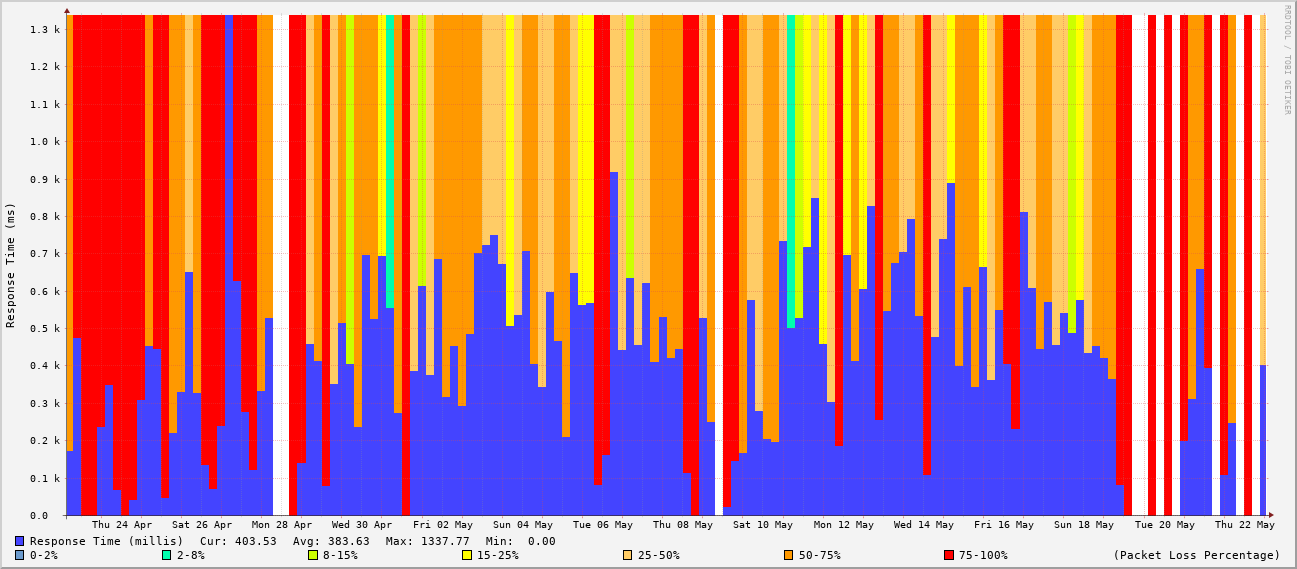 RRDTOOL / TOBI OETIKER
Response Time (ms)
1.3 k
1.2 k
1.1 k
1.0 k
0.9 k
0.8 k
0.7 k
0.6 k
0.5 k
0.4 k
0.3 k
0.2 k
0.1 k
0.0
Thu 24 Apr Sat 26 Apr Mon 28 Apr Wed 30 Apr Fri 02 May Sun 04 May Tue 06 May Thu 08 May Sat 10 May Mon 12 May Wed 14 May Fri 16 May Sun 18 May Tue 20 May Thu 22 May
Response Time (millis) Cur: 403.53 Avg: 383.63 Max: 1337.77 Min: 0.00
0-2% 2-8% 8-15% 15-25% 25-50% 50-75% 75-100% (Packet Loss Percentage)